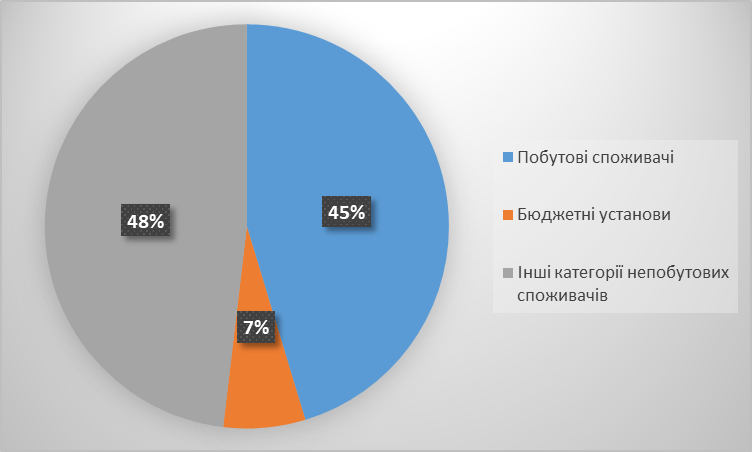 45%
7%
48%
Побутові споживачі
Бюджетні установи
Інші категорії непобутових
споживачів